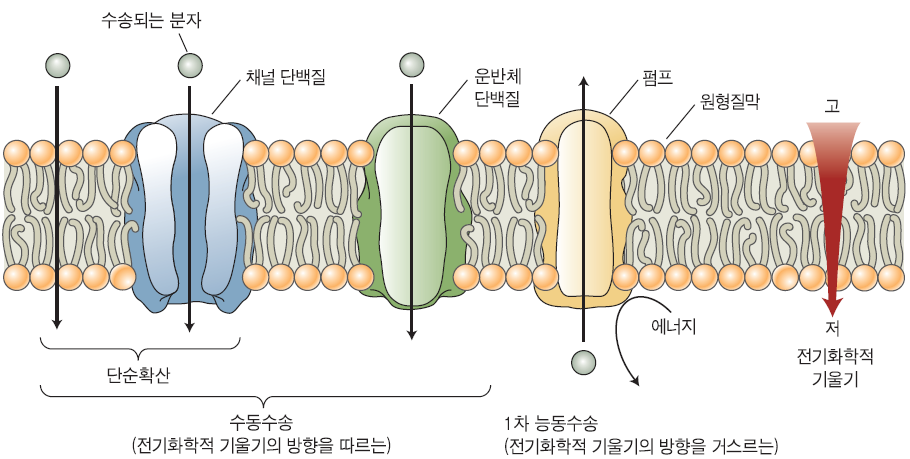 수송되는 분자
채널 단백질
운반체
단백질
펌프
원형질막
고
에너지
저
전기화학적
기울기
단순확산
수동수송
(전기화학적 기울기의 방향을 따르는)
1차 능동수송
(전기화학적 기울기의 방향을 거스르는)